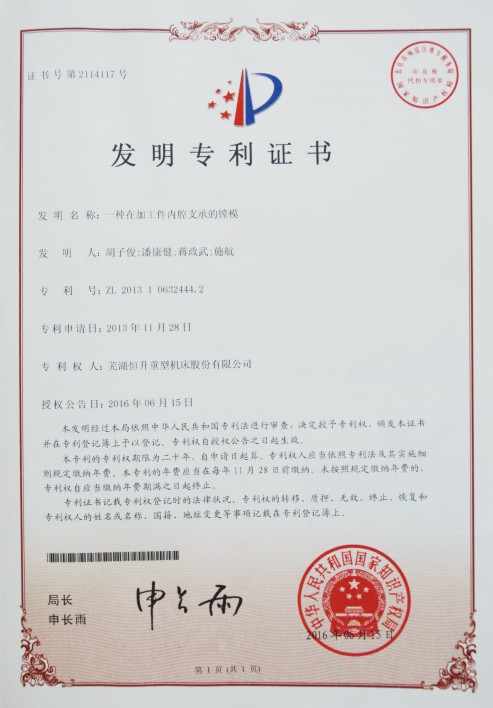 证书号第2114117号
印花税
代扣专用章
国家知识产权局
发明专利证书
发明名称:一种在加工件内腔支承的镗模
发明人:胡子俊;潘康健;蒋政武;施航
专利号:ZL 2013 1 0632444.2
专利申请日:2013年11月28日
专利权人:芜湖恒升重型机床股份有限公司
授权公告日:2016年06月15日
本发明经过本局依照中华人民共和国专利法进行审查,决定授予专利权,颁发本证书
并在专利登记簿上予以登记。专利权自授权公告之日起生效。
本专利的专利权期限为二十年,自申请日起算。专利权人应当依照专利法及其实施细
则规定缴纳年费。本专利的年费应当在每年11月28日前缴纳。未按照规定缴纳年费的,
专利权自应当缴纳年费期满之日起终止。
专利证书记载专利权登记时的法律状况。专利权的转移、质押、无效、终止、恢复和
专利权人的姓名或名称、国籍、地址变更等事项记载在专利登记簿上。
局长
申长雨
申长雨
中华人民共和国国家知识产权局
2016年06月15日
第1页(共1页)